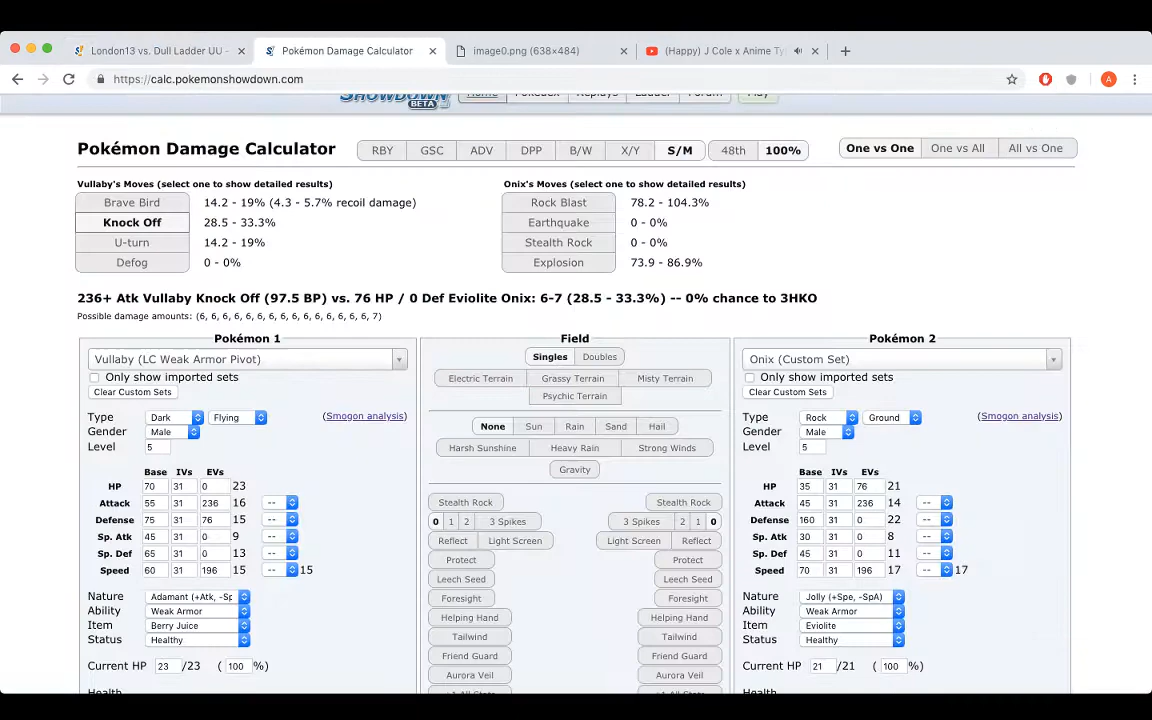 London13 vs. Dull Ladder UU -
Pokémon Damage Calculator
image0.png (638×484)
(Happy) J Cole x Anime Ty
https://calc.pokemonshowdown.com
A
SHOWDOWN
BETA
Home Pokédex Replays Ladder Forum Play
Pokémon Damage Calculator
RBY GSC ADV DPP B/W X/Y S/M 48th 100%
One vs One One vs All All vs One
Vullaby's Moves (select one to show detailed results)
Brave Bird 14.2 - 19% (4.3 - 5.7% recoil damage)
Knock Off 28.5 - 33.3%
U-turn 14.2 - 19%
Defog 0 - 0%
Onix's Moves (select one to show detailed results)
Rock Blast 78.2 - 104.3%
Earthquake 0 - 0%
Stealth Rock 0 - 0%
Explosion 73.9 - 86.9%
236+ Atk Vullaby Knock Off (97.5 BP) vs. 76 HP / 0 Def Eviolite Onix: 6-7 (28.5 - 33.3%) -- 0% chance to 3HKO
Possible damage amounts: (6, 6, 6, 6, 6, 6, 6, 6, 6, 6, 6, 6, 6, 6, 6, 7)
Pokémon 1
Vullaby (LC Weak Armor Pivot)
Only show imported sets
Clear Custom Sets
Type Dark Flying (Smogon analysis)
Gender Male
Level 5
Base IVs EVs
HP 70 31 0 23
Attack 55 31 236 16 --
Defense 75 31 76 15 --
Sp. Atk 45 31 0 9 --
Sp. Def 65 31 0 13 --
Speed 60 31 196 15 -- 15
Nature Adamant (+Atk, -Sp
Ability Weak Armor
Item Berry Juice
Status Healthy
Current HP 23 /23 ( 100 %)
Health
Field
Singles Doubles
Electric Terrain Grassy Terrain Misty Terrain
Psychic Terrain
None Sun Rain Sand Hail
Harsh Sunshine Heavy Rain Strong Winds
Gravity
Stealth Rock Stealth Rock
0 1 2 3 Spikes 3 Spikes 2 1 0
Reflect Light Screen Light Screen Reflect
Protect Protect
Leech Seed Leech Seed
Foresight Foresight
Helping Hand Helping Hand
Tailwind Tailwind
Friend Guard Friend Guard
Aurora Veil Aurora Veil
+1 All Stats +1 All Stats
Pokémon 2
Onix (Custom Set)
Only show imported sets
Clear Custom Sets
Type Rock Ground (Smogon analysis)
Gender Male
Level 5
Base IVs EVs
HP 35 31 76 21
Attack 45 31 236 14 --
Defense 160 31 0 22 --
Sp. Atk 30 31 0 8 --
Sp. Def 45 31 0 11 --
Speed 70 31 196 17 -- 17
Nature Jolly (+Spe, -SpA)
Ability Weak Armor
Item Eviolite
Status Healthy
Current HP 21 /21 ( 100 %)
Health